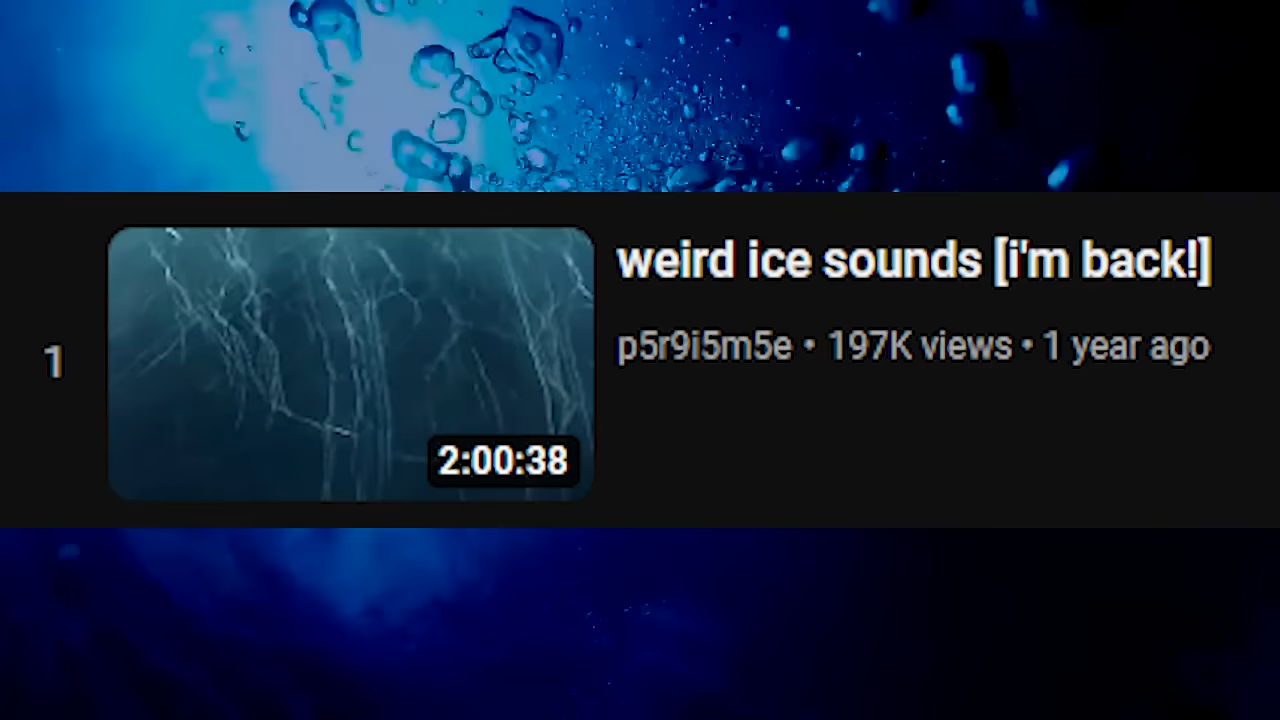 weird ice sounds [i'm back!]
p5r9i5m5e • 197K views • 1 year ago
1
2:00:38